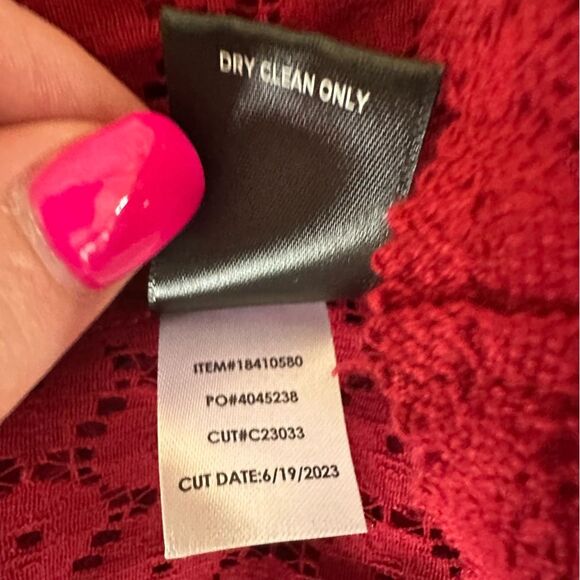 DRY CLEAN ONLY
ITEM#18410580
PO#4045238
CUT#C23033
CUT DATE:6/19/2023